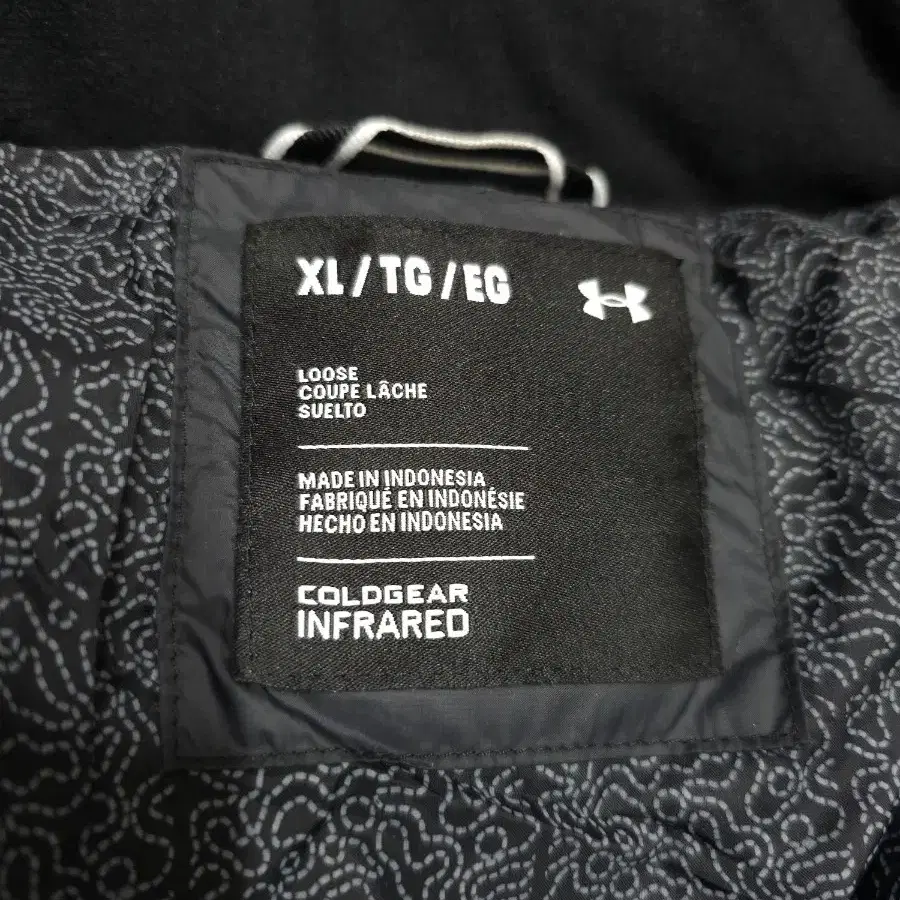 XL / TG / EG
LOOSE
COUPE LÂCHE
SUELTO
MADE IN INDONESIA
FABRIQUÉ EN INDONÉSIE
HECHO EN INDONESIA
COLDGEAR
INFRARED